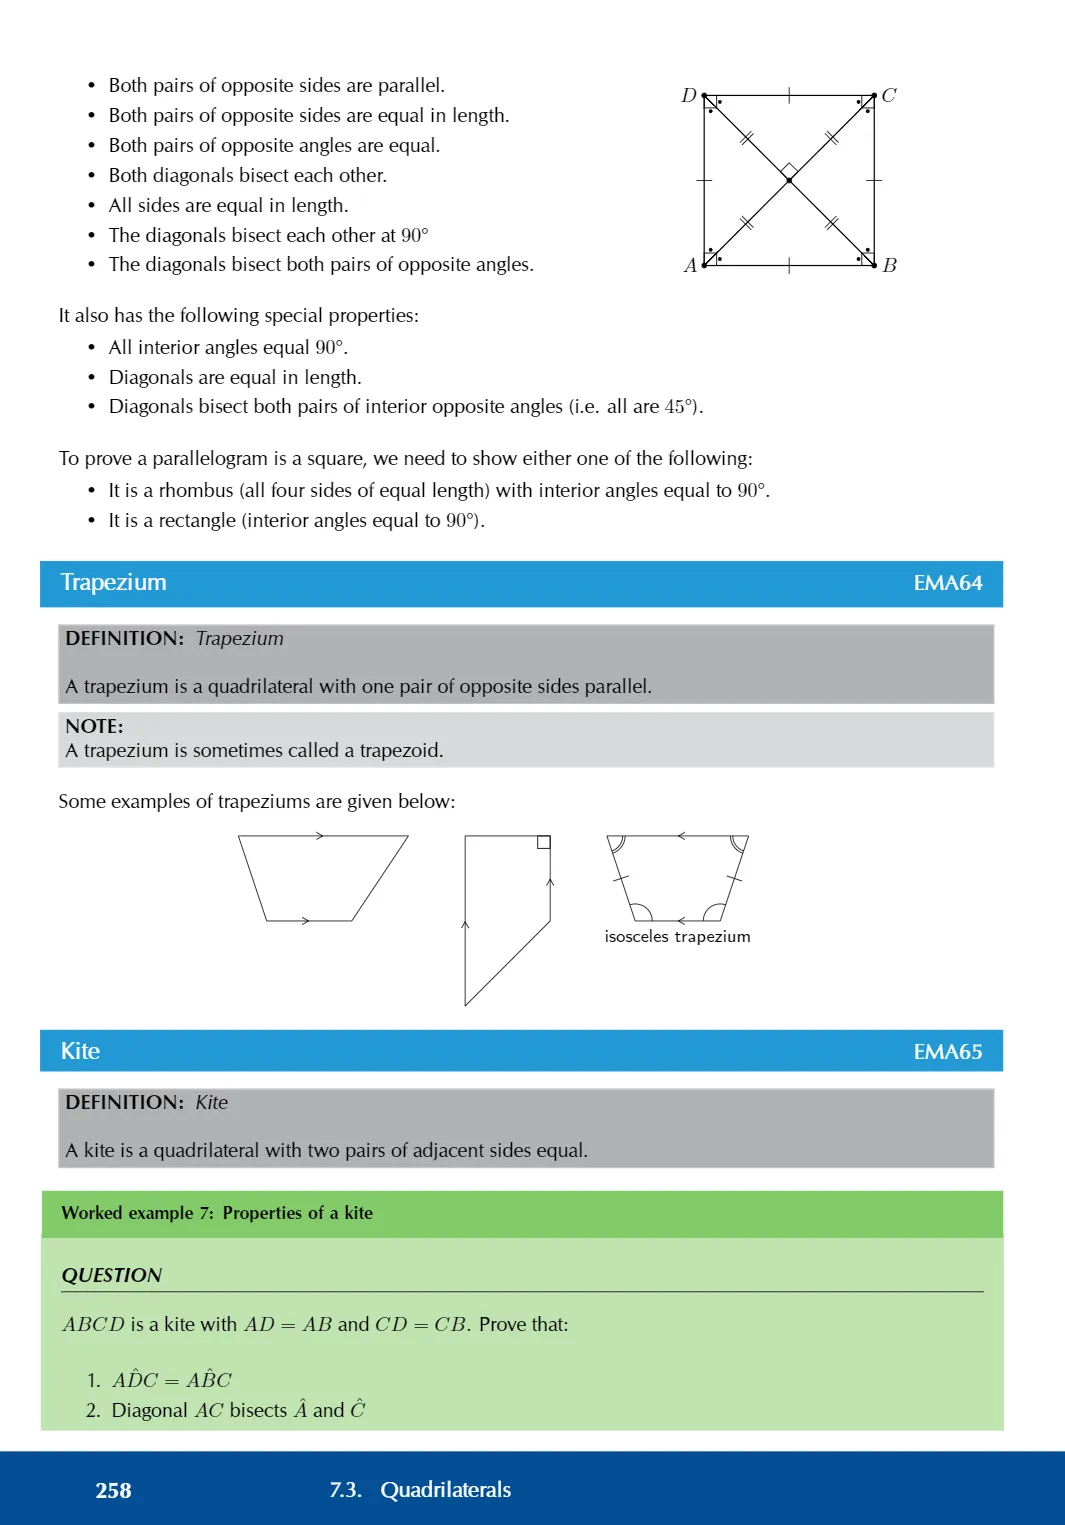 • Both pairs of opposite sides are parallel.
• Both pairs of opposite sides are equal in length.
• Both pairs of opposite angles are equal.
• Both diagonals bisect each other.
• All sides are equal in length.
• The diagonals bisect each other at 90°
• The diagonals bisect both pairs of opposite angles.
D C
A B
It also has the following special properties:
• All interior angles equal 90°.
• Diagonals are equal in length.
• Diagonals bisect both pairs of interior opposite angles (i.e. all are 45°).
To prove a parallelogram is a square, we need to show either one of the following:
• It is a rhombus (all four sides of equal length) with interior angles equal to 90°.
• It is a rectangle (interior angles equal to 90°).
Trapezium EMA64
DEFINITION: Trapezium
A trapezium is a quadrilateral with one pair of opposite sides parallel.
NOTE:
A trapezium is sometimes called a trapezoid.
Some examples of trapeziums are given below:
isosceles trapezium
Kite EMA65
DEFINITION: Kite
A kite is a quadrilateral with two pairs of adjacent sides equal.
Worked example 7: Properties of a kite
QUESTION
ABCD is a kite with AD = AB and CD = CB. Prove that:
1. AD̂C = AB̂C
2. Diagonal AC bisects Â and Ĉ
258 7.3. Quadrilaterals